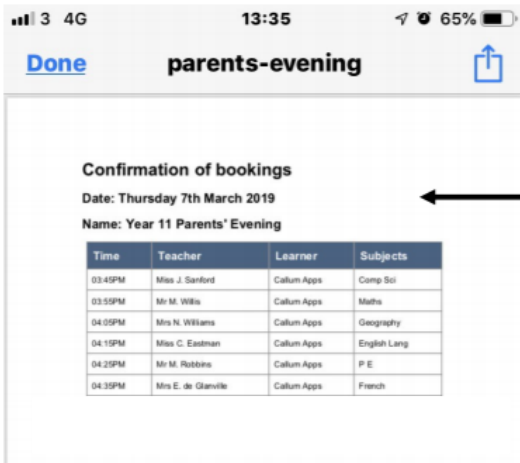 3 4G 13:35 65%
Done parents-evening
Confirmation of bookings
Date: Thursday 7th March 2019
Name: Year 11 Parents' Evening
Time Teacher Learner Subjects
03:45PM Miss J. Sanford Callum Apps Comp Sci
03:55PM Mr M. Willis Callum Apps Maths
04:05PM Mrs N. Williams Callum Apps Geography
04:15PM Miss C. Eastman Callum Apps English Lang
04:25PM Mr M. Robbins Callum Apps P E
04:35PM Mrs E. de Glanville Callum Apps French